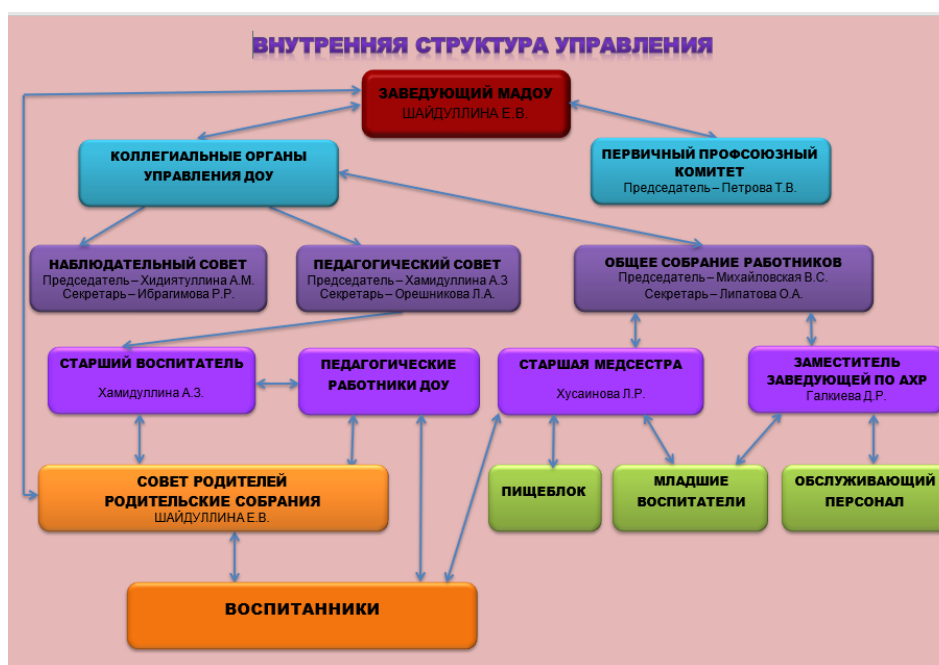 ВНУТРЕННЯЯ СТРУКТУРА УПРАВЛЕНИЯ
ЗАВЕДУЮЩИЙ МАДОУ
ШАЙДУЛЛИНА Е.В.
КОЛЛЕГИАЛЬНЫЕ ОРГАНЫ
УПРАВЛЕНИЯ ДОУ
ПЕРВИЧНЫЙ ПРОФСОЮЗНЫЙ
КОМИТЕТ
Председатель – Петрова Т.В.
НАБЛЮДАТЕЛЬНЫЙ СОВЕТ
Председатель – Хидиятуллина А.М.
Секретарь – Ибрагимова Р.Р.
ПЕДАГОГИЧЕСКИЙ СОВЕТ
Председатель – Хамидуллина А.З
Секретарь – Орешникова Л.А.
ОБЩЕЕ СОБРАНИЕ РАБОТНИКОВ
Председатель – Михайловская В.С.
Секретарь – Липатова О.А.
СТАРШИЙ ВОСПИТАТЕЛЬ
Хамидуллина А.З.
ПЕДАГОГИЧЕСКИЕ
РАБОТНИКИ ДОУ
СТАРШАЯ МЕДСЕСТРА
Хусаинова Л.Р.
ЗАМЕСТИТЕЛЬ
ЗАВЕДУЮЩЕЙ ПО АХР
Галкиева Д.Р.
СОВЕТ РОДИТЕЛЕЙ
РОДИТЕЛЬСКИЕ СОБРАНИЯ
ШАЙДУЛЛИНА Е.В.
ПИЩЕБЛОК
МЛАДШИЕ
ВОСПИТАТЕЛИ
ОБСЛУЖИВАЮЩИЙ
ПЕРСОНАЛ
ВОСПИТАННИКИ